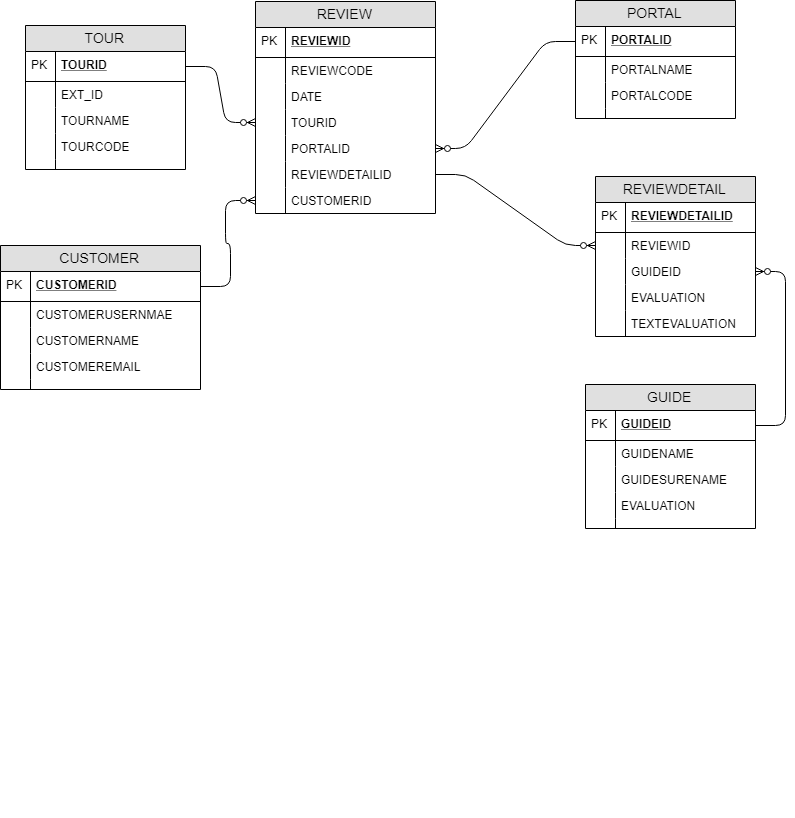 TOUR
PK TOURID
EXT_ID
TOURNAME
TOURCODE
REVIEW
PK REVIEWID
REVIEWCODE
DATE
TOURID
PORTALID
REVIEWDETAILID
CUSTOMERID
PORTAL
PK PORTALID
PORTALNAME
PORTALCODE
CUSTOMER
PK CUSTOMERID
CUSTOMERUSERNMAE
CUSTOMERNAME
CUSTOMEREMAIL
REVIEWDETAIL
PK REVIEWDETAILID
REVIEWID
GUIDEID
EVALUATION
TEXTEVALUATION
GUIDE
PK GUIDEID
GUIDENAME
GUIDESURENAME
EVALUATION